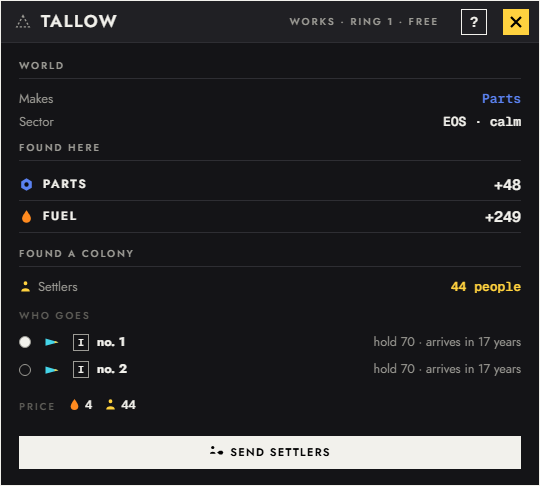 TALLOW WORKS · RING 1 · FREE ? ×
WORLD
Makes Parts
Sector EOS · calm
FOUND HERE
PARTS +48
FUEL +249
FOUND A COLONY
Settlers 44 people
WHO GOES
I no. 1 hold 70 · arrives in 17 years
I no. 2 hold 70 · arrives in 17 years
PRICE 4 44
SEND SETTLERS